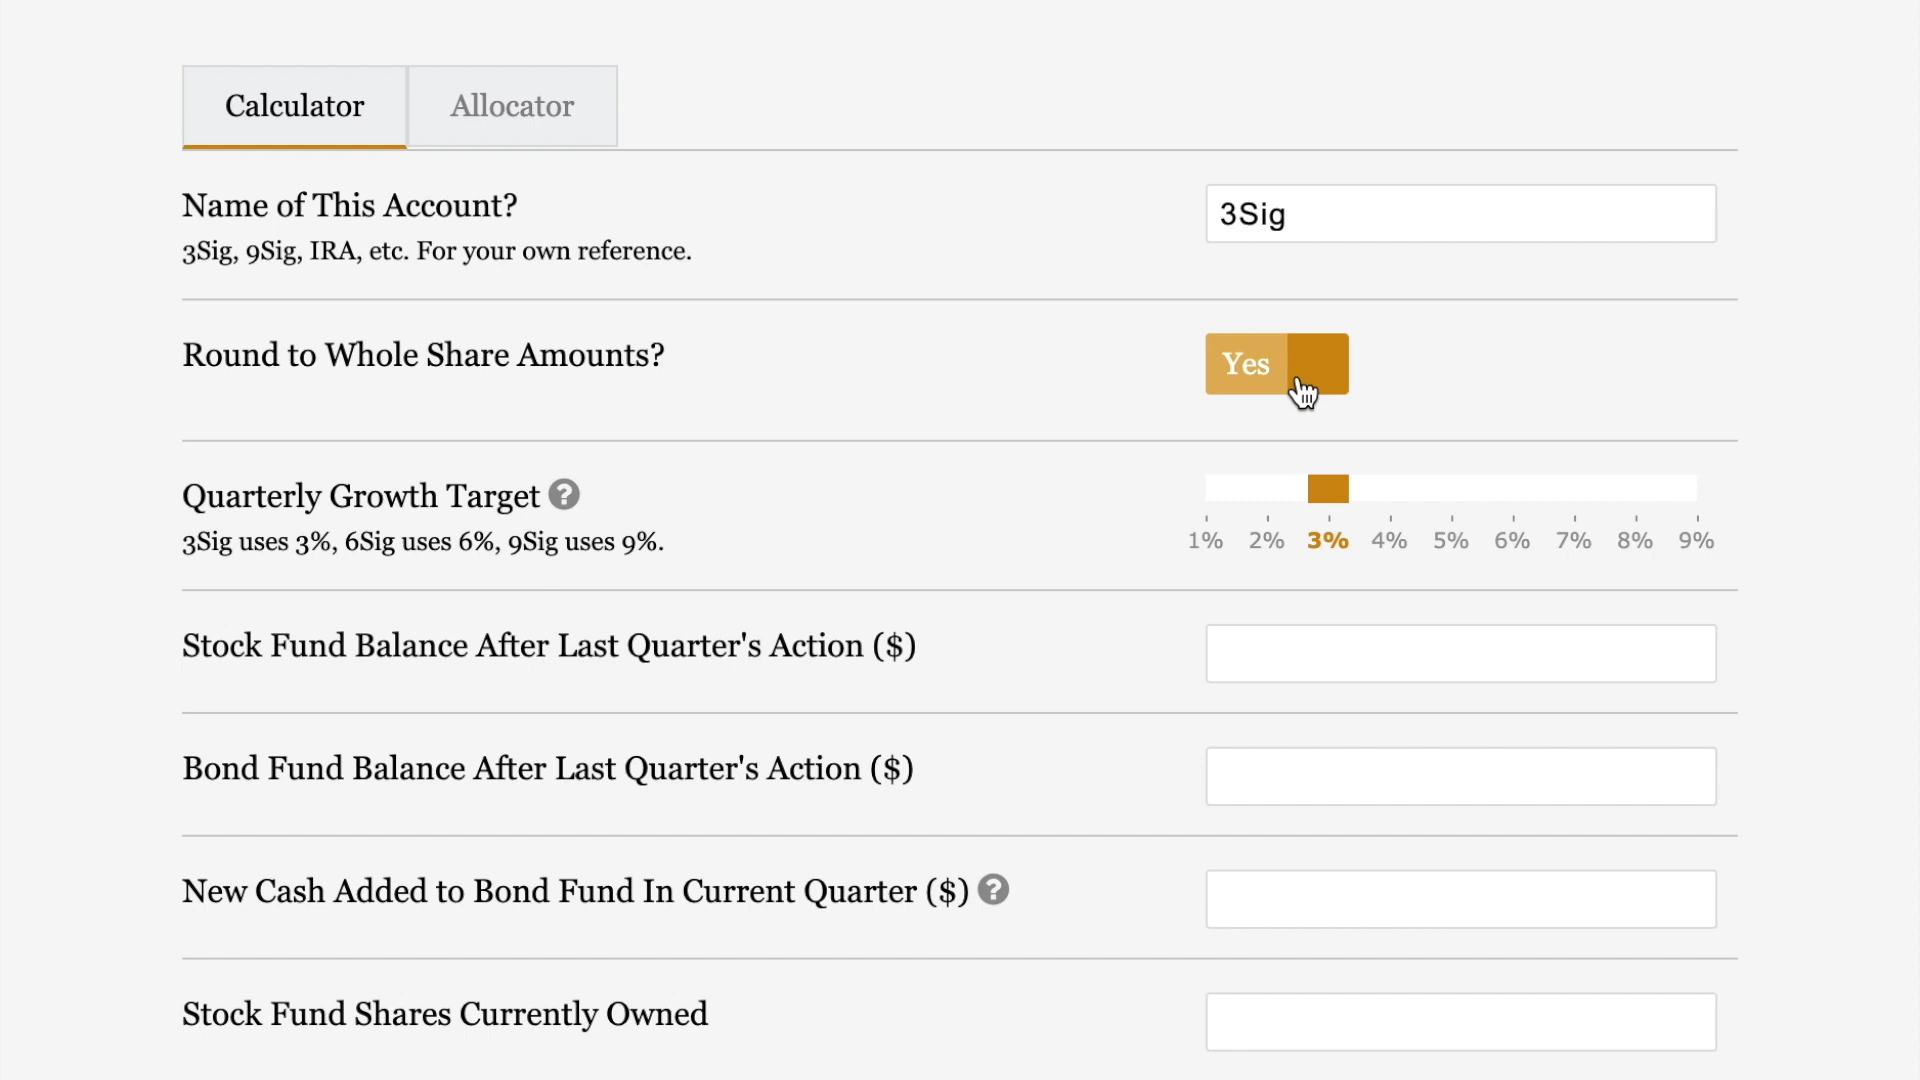 Calculator Allocator
Name of This Account? 3Sig
3Sig, 9Sig, IRA, etc. For your own reference.
Round to Whole Share Amounts? Yes
Quarterly Growth Target ?
3Sig uses 3%, 6Sig uses 6%, 9Sig uses 9%.
1% 2% 3% 4% 5% 6% 7% 8% 9%
Stock Fund Balance After Last Quarter's Action ($)
Bond Fund Balance After Last Quarter's Action ($)
New Cash Added to Bond Fund In Current Quarter ($) ?
Stock Fund Shares Currently Owned